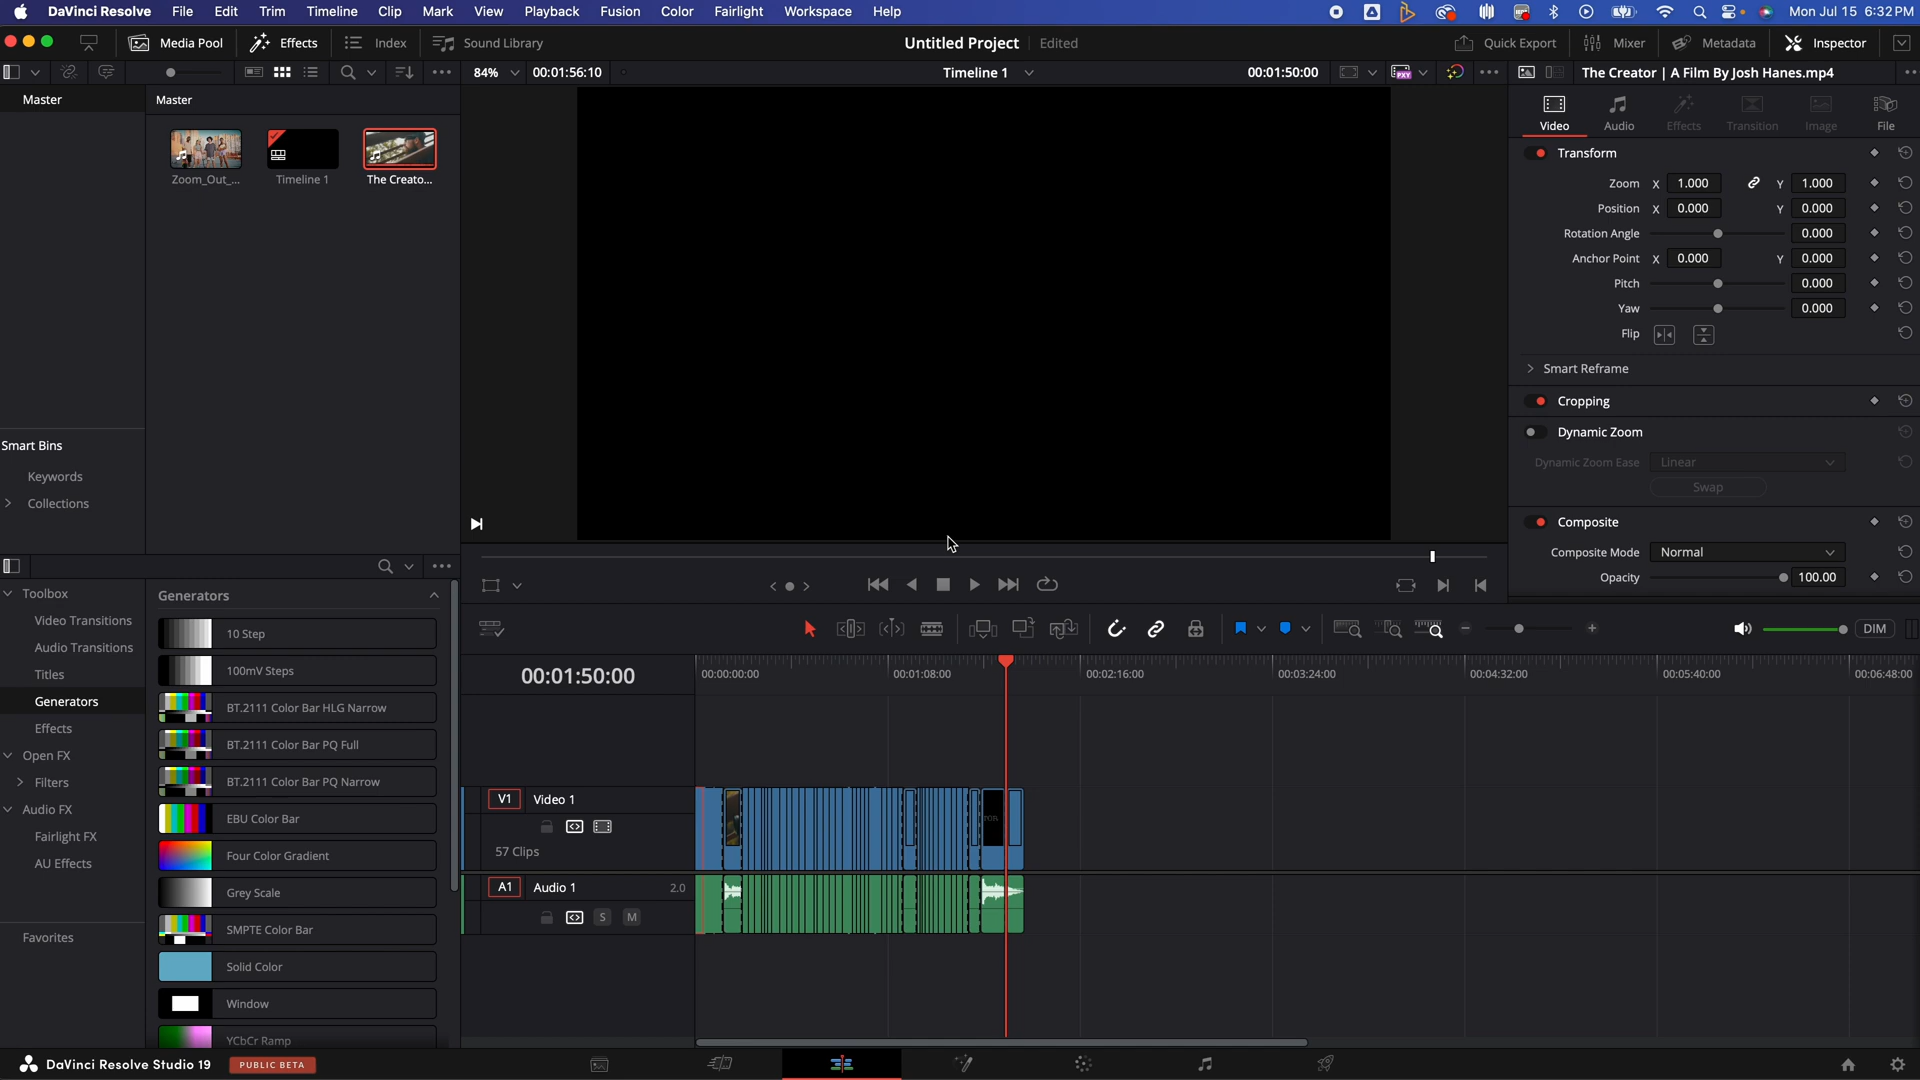 DaVinci Resolve File Edit Trim Timeline Clip Mark View Playback Fusion Color Fairlight Workspace Help Mon Jul 15 6:32 PM
Media Pool Effects Index Sound Library Untitled Project Edited Quick Export Mixer Metadata Inspector
84% 00:01:56:10 Timeline 1 00:01:50:00 PXY The Creator | A Film By Josh Hanes.mp4
Master Master
Video Audio Effects Transition Image File
Zoom_Out_... Timeline 1 The Creato...
Transform
Zoom X 1.000 Y 1.000
Position X 0.000 Y 0.000
Rotation Angle 0.000
Anchor Point X 0.000 Y 0.000
Pitch 0.000
Yaw 0.000
Flip
Smart Reframe
Cropping
Dynamic Zoom
Dynamic Zoom Ease Linear
Swap
Composite
Composite Mode Normal
Opacity 100.00
Smart Bins
Keywords
Collections
Toolbox
Video Transitions
Audio Transitions
Titles
Generators
Effects
Open FX
Filters
Audio FX
Fairlight FX
AU Effects
Favorites
Generators
10 Step
100mV Steps
BT.2111 Color Bar HLG Narrow
BT.2111 Color Bar PQ Full
BT.2111 Color Bar PQ Narrow
EBU Color Bar
Four Color Gradient
Grey Scale
SMPTE Color Bar
Solid Color
Window
YCbCr Ramp
DIM
00:01:50:00 00:00:00:00 00:01:08:00 00:02:16:00 00:03:24:00 00:04:32:00 00:05:40:00 00:06:48:00
V1 Video 1
57 Clips
FOR
A1 Audio 1 2.0
S M
DaVinci Resolve Studio 19 PUBLIC BETA